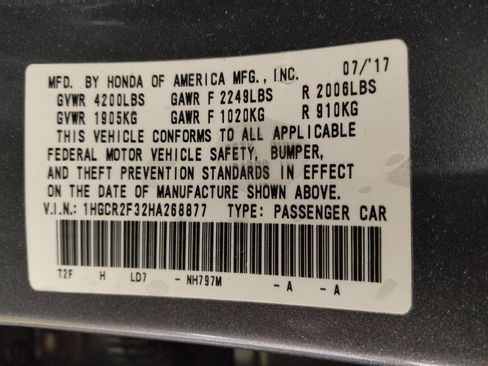 MFD. BY HONDA OF AMERICA MFG., INC. 07/'17
GVWR 4200LBS GAWR F 2249LBS R 2006LBS
GVWR 1905KG GAWR F 1020KG R 910KG
THIS VEHICLE CONFORMS TO ALL APPLICABLE
FEDERAL MOTOR VEHICLE SAFETY, BUMPER,
AND THEFT PREVENTION STANDARDS IN EFFECT
ON THE DATE OF MANUFACTURE SHOWN ABOVE.
V.I.N.: 1HGCR2F32HA268877 TYPE: PASSENGER CAR
T2F H LD7 - NH797M - A - A